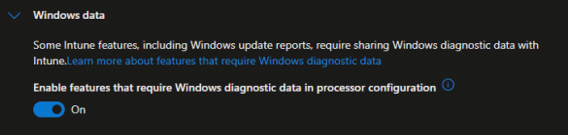 Windows data
Some Intune features, including Windows update reports, require sharing Windows diagnostic data with
Intune.Learn more about features that require Windows diagnostic data
Enable features that require Windows diagnostic data in processor configuration
On